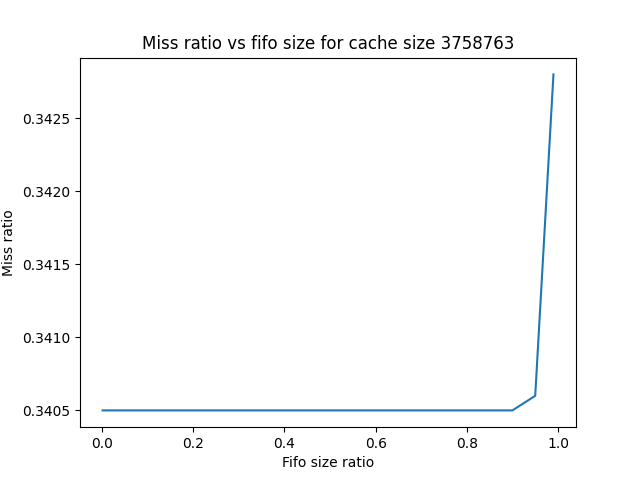 Miss ratio vs fifo size for cache size 3758763
Miss ratio
0.3425
0.3420
0.3415
0.3410
0.3405
0.0 0.2 0.4 0.6 0.8 1.0
Fifo size ratio